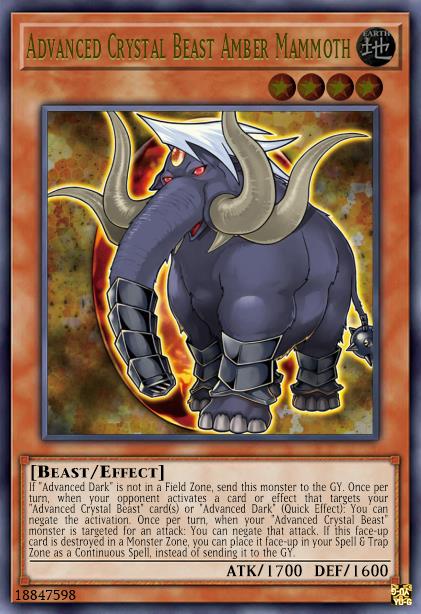 Advanced Crystal Beast Amber Mammoth
EARTH
地
[Beast/Effect]
If "Advanced Dark" is not in a Field Zone, send this monster to the GY. Once per
turn, when your opponent activates a card or effect that targets your
"Advanced Crystal Beast" card(s) or "Advanced Dark" (Quick Effect): You can
negate the activation. Once per turn, when your "Advanced Crystal Beast"
monster is targeted for an attack: You can negate that attack. If this face-up
card is destroyed in a Monster Zone, you can place it face-up in your Spell & Trap
Zone as a Continuous Spell, instead of sending it to the GY.
ATK/1700 DEF/1600
18847598